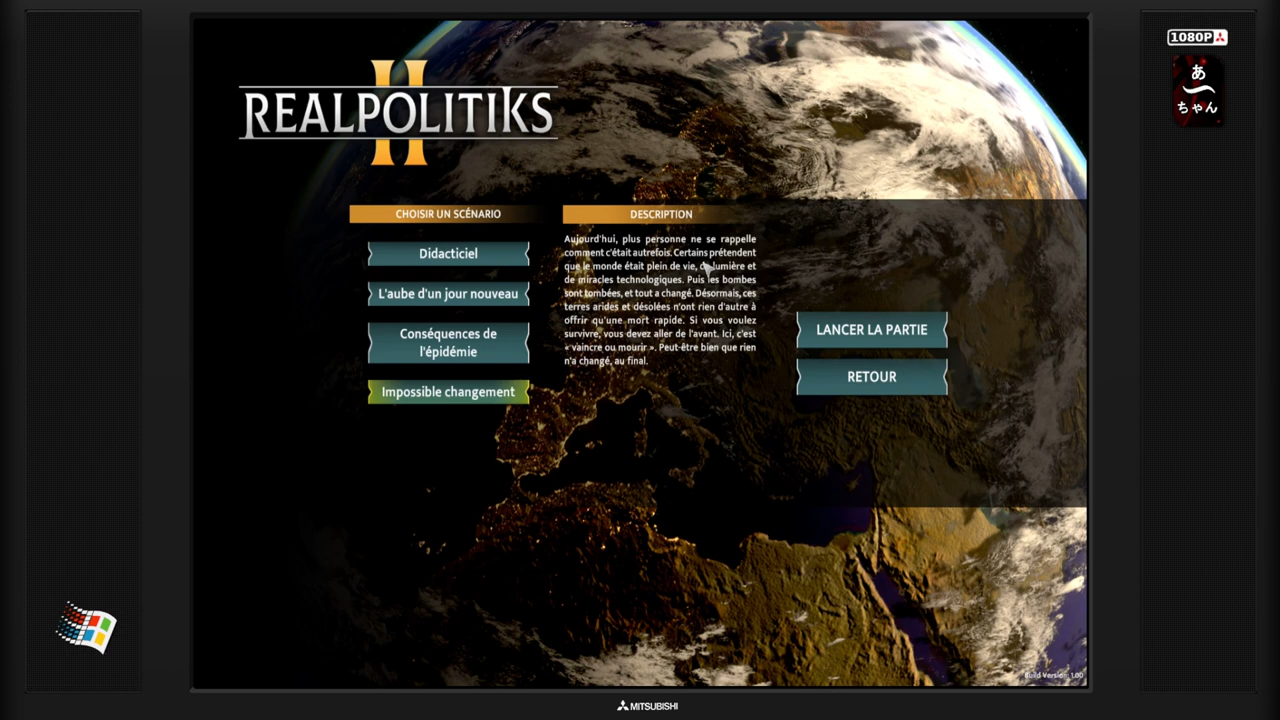 1080P
あ
ー
ちゃん
II
REALPOLITIKS
CHOISIR UN SCÉNARIO
Didacticiel
L'aube d'un jour nouveau
Conséquences de
l'épidémie
Impossible changement
DESCRIPTION
Aujourd'hui, plus personne ne se rappelle
comment c'était autrefois. Certains prétendent
que le monde était plein de vie, de lumière et
de miracles technologiques. Puis les bombes
sont tombées, et tout a changé. Désormais, ces
terres arides et désolées n'ont rien d'autre à
offrir qu'une mort rapide. Si vous voulez
survivre, vous devez aller de l'avant. Ici, c'est
« vaincre ou mourir ». Peut-être bien que rien
n'a changé, au final.
LANCER LA PARTIE
RETOUR
Build Version: 1.00
MITSUBISHI